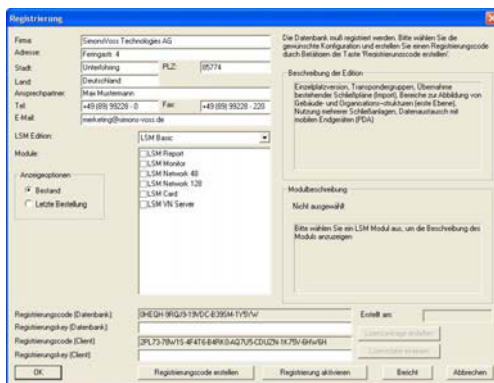 Registrierung
Firma: SimonsVoss Technologies AG
Adresse: Feringastr. 4
Stadt: Unterföhring PLZ: 85774
Land: Deutschland
Ansprechpartner: Max Mustermann
Tel: +49 (89) 99228 - 0 Fax: +49 (89) 99228 - 228
E-Mail: marketing@simons-voss.de
LSM Edition: LSM Basic
Module:
LSM Report
LSM Monitor
LSM Network 48
LSM Network 128
LSM Card
LSM VN Server
Anzeigeoptionen
Bestand
Letzte Bestellung
Die Datenbank muß registriert werden. Bitte wählen Sie die
gewünschte Konfiguration und erstellen Sie einen Registrierungscode
durch Betätigen der Taste 'Registrierungscode erstellen'.
Beschreibung der Edition
Einzelplatzversion, Transpondergruppen, Übernahme
bestehender Schließpläne (Import), Bereiche zur Abbildung von
Gebäude- und Organisations-strukturen (erste Ebene),
Nutzung mehrerer Schließanlagen, Datenaustausch mit
mobilen Endgeräten (PDA)
Modulbeschreibung
Nicht ausgewählt
Bitte wählen Sie ein LSM Modul aus, um die Beschreibung des
Moduls anzuzeigen
Registrierungscode (Datenbank): Erstellt am:
Registrierungskey (Datenbank):
Registrierungscode (Client)
Registrierungskey (Client)
OK Registrierungscode erstellen Registrierung aktivieren Bericht Abbrechen